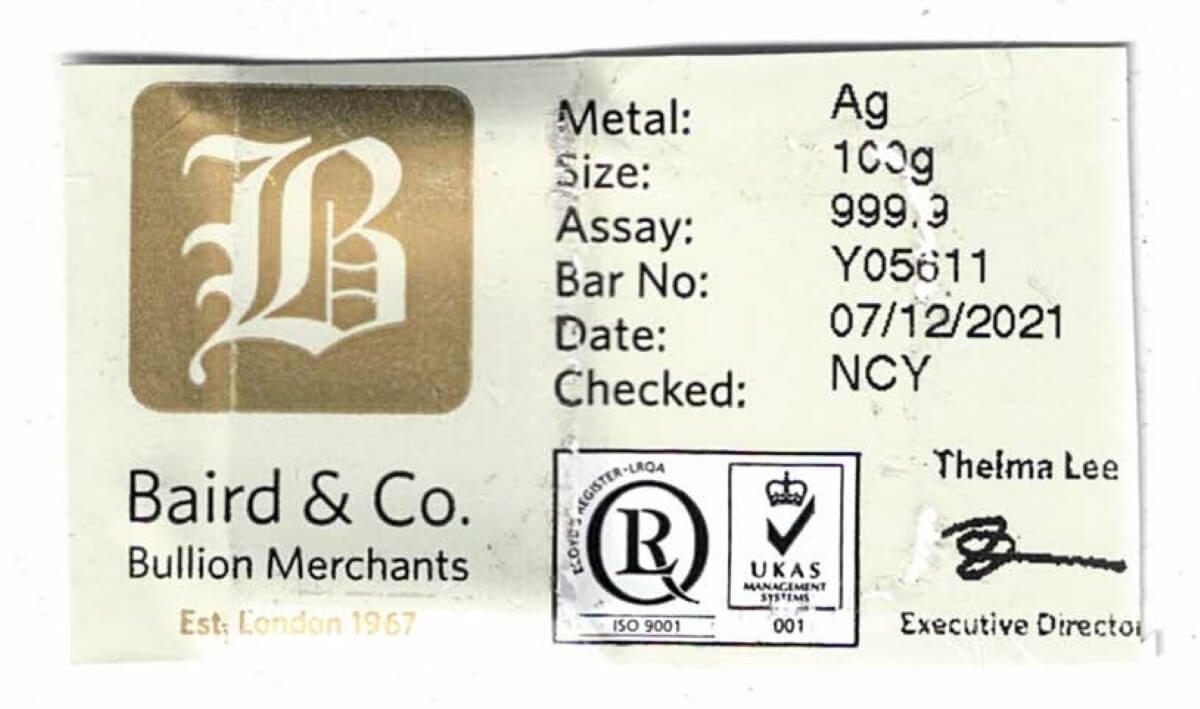 B
Baird & Co.
Bullion Merchants
Est. London 1967
Metal: Ag
Size: 100g
Assay: 999.9
Bar No: Y05611
Date: 07/12/2021
Checked: NCY
LLOYD'S REGISTER-LRQA
LRQ
ISO 9001
UKAS
MANAGEMENT
SYSTEMS
001
Thelma Lee
Executive Director